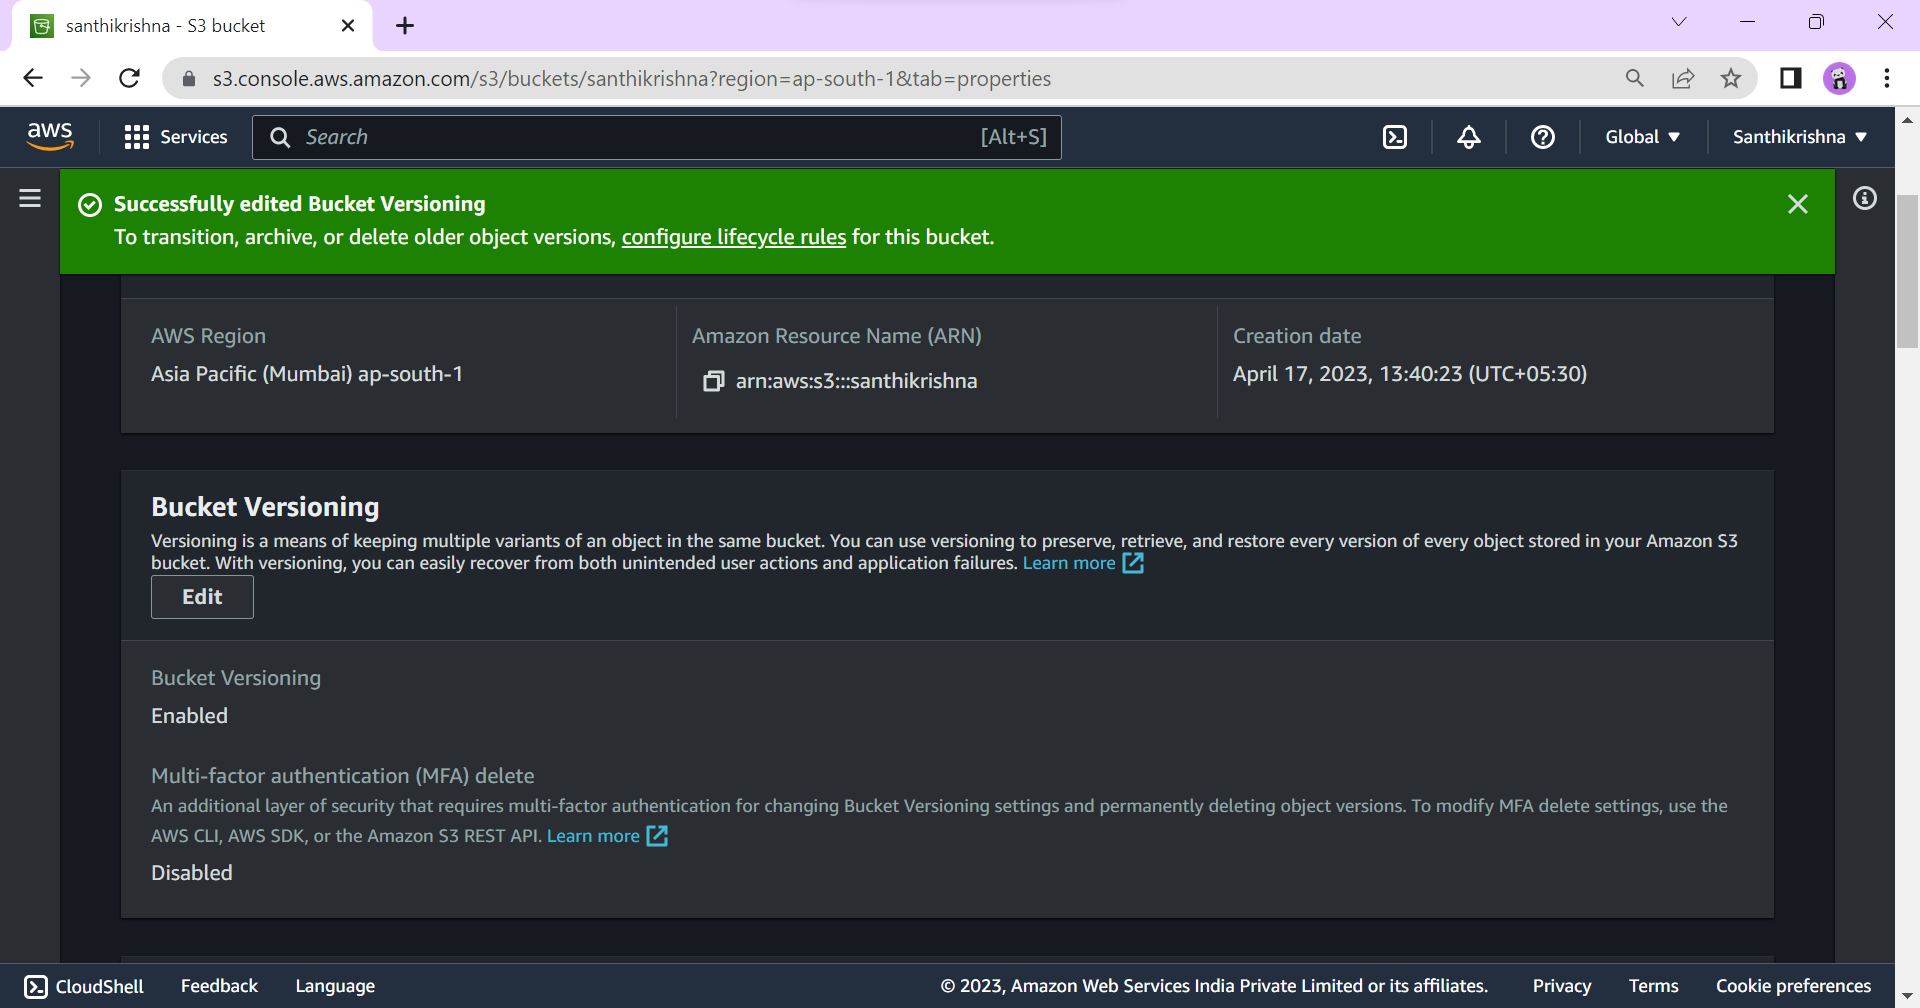 santhikrishna - S3 bucket
s3.console.aws.amazon.com/s3/buckets/santhikrishna?region=ap-south-1&tab=properties
aws
Services
Search
[Alt+S]
Global
Santhikrishna
Successfully edited Bucket Versioning
To transition, archive, or delete older object versions, configure lifecycle rules for this bucket.
AWS Region
Asia Pacific (Mumbai) ap-south-1
Amazon Resource Name (ARN)
arn:aws:s3:::santhikrishna
Creation date
April 17, 2023, 13:40:23 (UTC+05:30)
Bucket Versioning
Versioning is a means of keeping multiple variants of an object in the same bucket. You can use versioning to preserve, retrieve, and restore every version of every object stored in your Amazon S3
bucket. With versioning, you can easily recover from both unintended user actions and application failures. Learn more
Edit
Bucket Versioning
Enabled
Multi-factor authentication (MFA) delete
An additional layer of security that requires multi-factor authentication for changing Bucket Versioning settings and permanently deleting object versions. To modify MFA delete settings, use the
AWS CLI, AWS SDK, or the Amazon S3 REST API. Learn more
Disabled
CloudShell
Feedback
Language
© 2023, Amazon Web Services India Private Limited or its affiliates.
Privacy
Terms
Cookie preferences